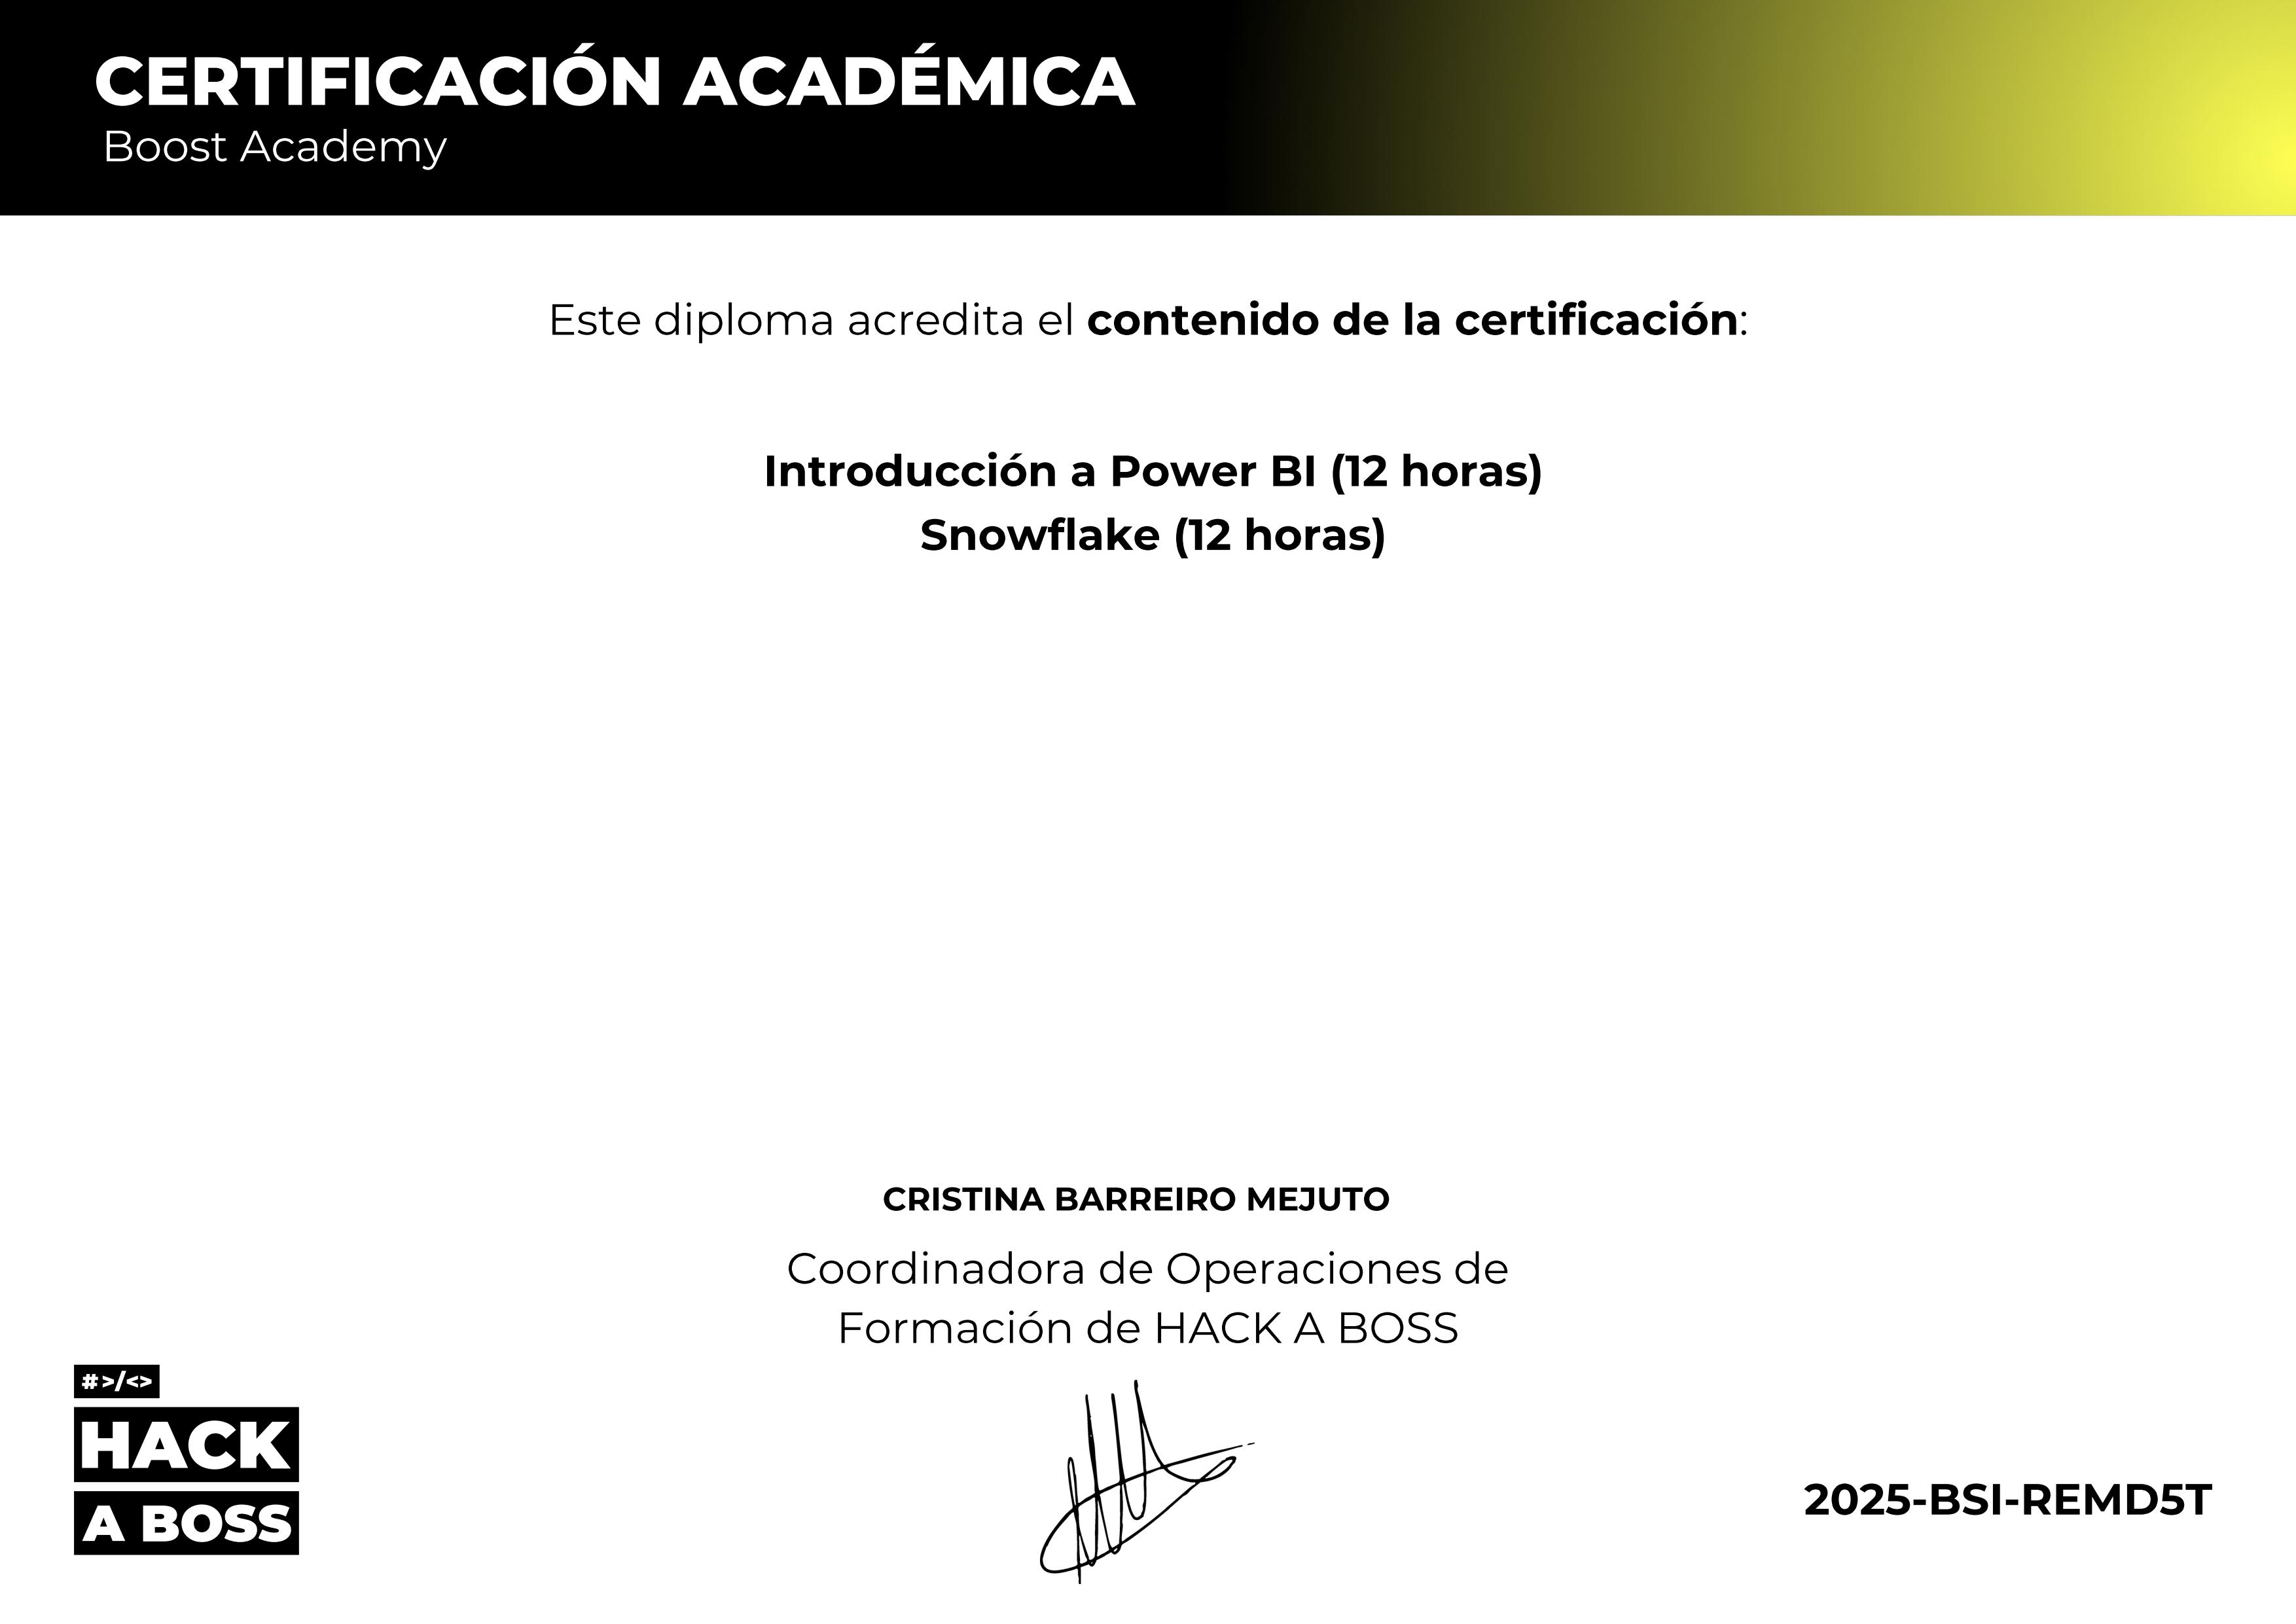 CERTIFICACIÓN ACADÉMICA
Boost Academy
Este diploma acredita el contenido de la certificación:
Introducción a Power BI (12 horas)
Snowflake (12 horas)
CRISTINA BARREIRO MEJUTO
Coordinadora de Operaciones de
Formación de HACK A BOSS
#>/<>
HACK
A BOSS
2025-BSI-REMD5T